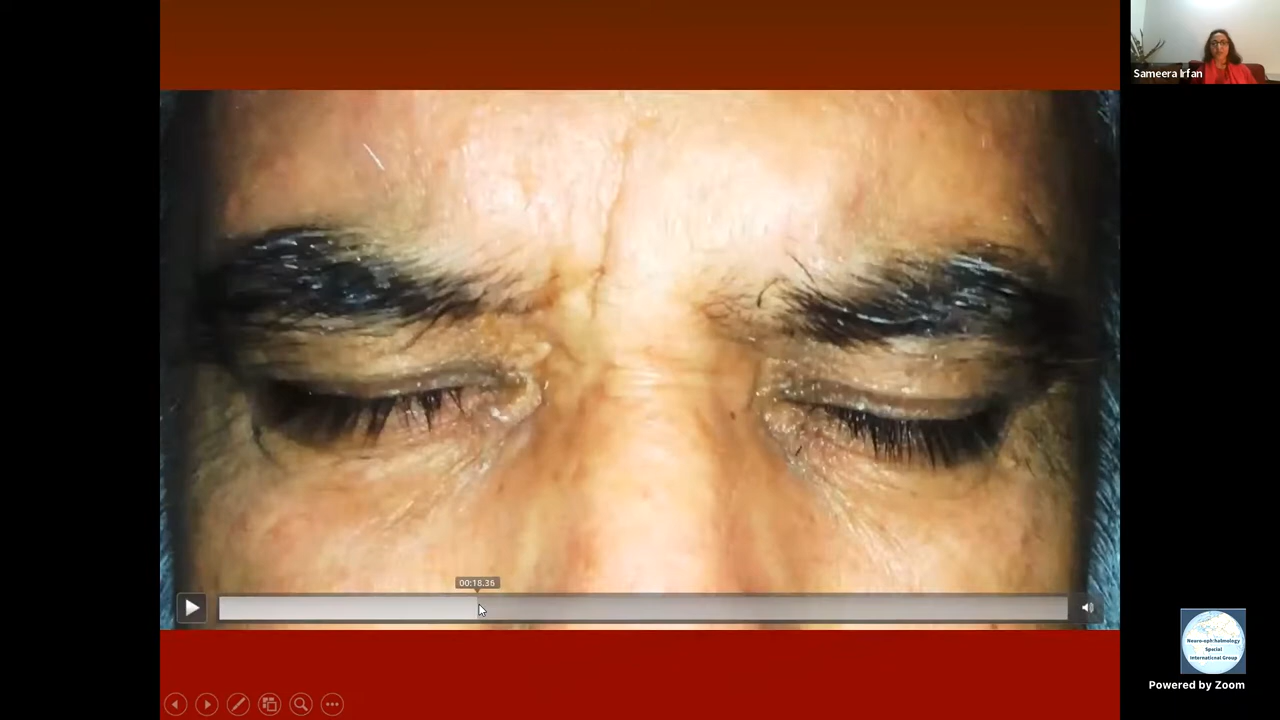 Sameera Irfan
00:18.36
Neuro-ophthalmology
Special
International Group
Powered by Zoom